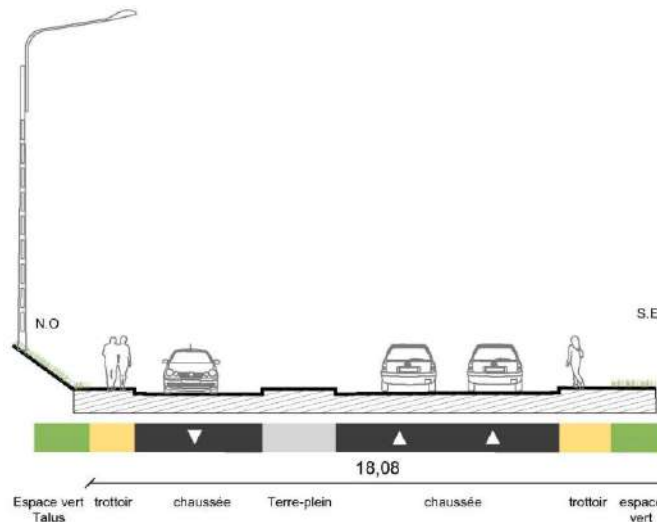 N.O
S.E
18,08
Espace vert trottoir chaussée Terre-plein chaussée trottoir espace
Talus vert